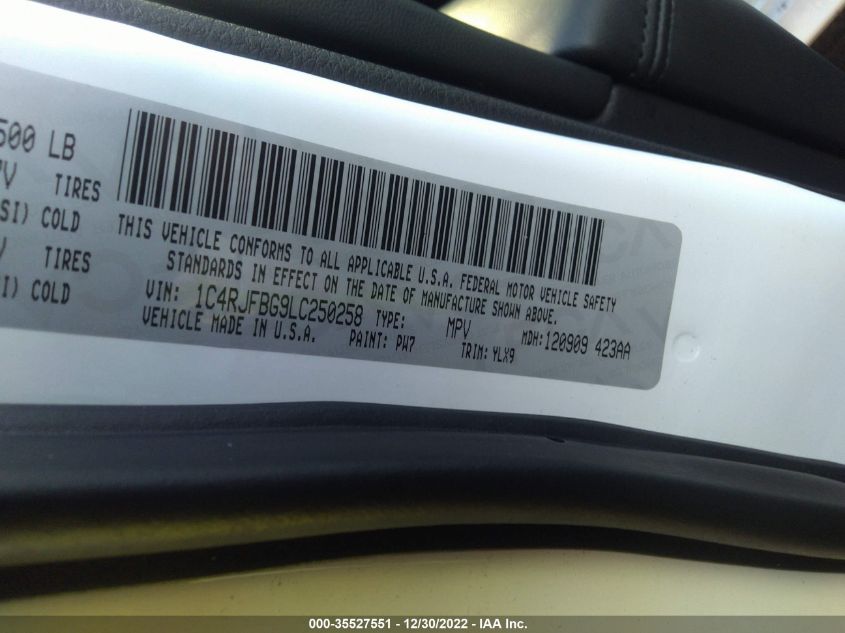 500 LB
TIRES
SI) COLD
TIRES
I) COLD
THIS VEHICLE CONFORMS TO ALL APPLICABLE U.S.A. FEDERAL MOTOR VEHICLE SAFETY
STANDARDS IN EFFECT ON THE DATE OF MANUFACTURE SHOWN ABOVE.
VIN: 1C4RJFBG9LC250258 TYPE: MPV MDH:120909 423AA
VEHICLE MADE IN U.S.A. PAINT: PW7 TRIM: YLX9
000-35527551 - 12/30/2022 - IAA Inc.